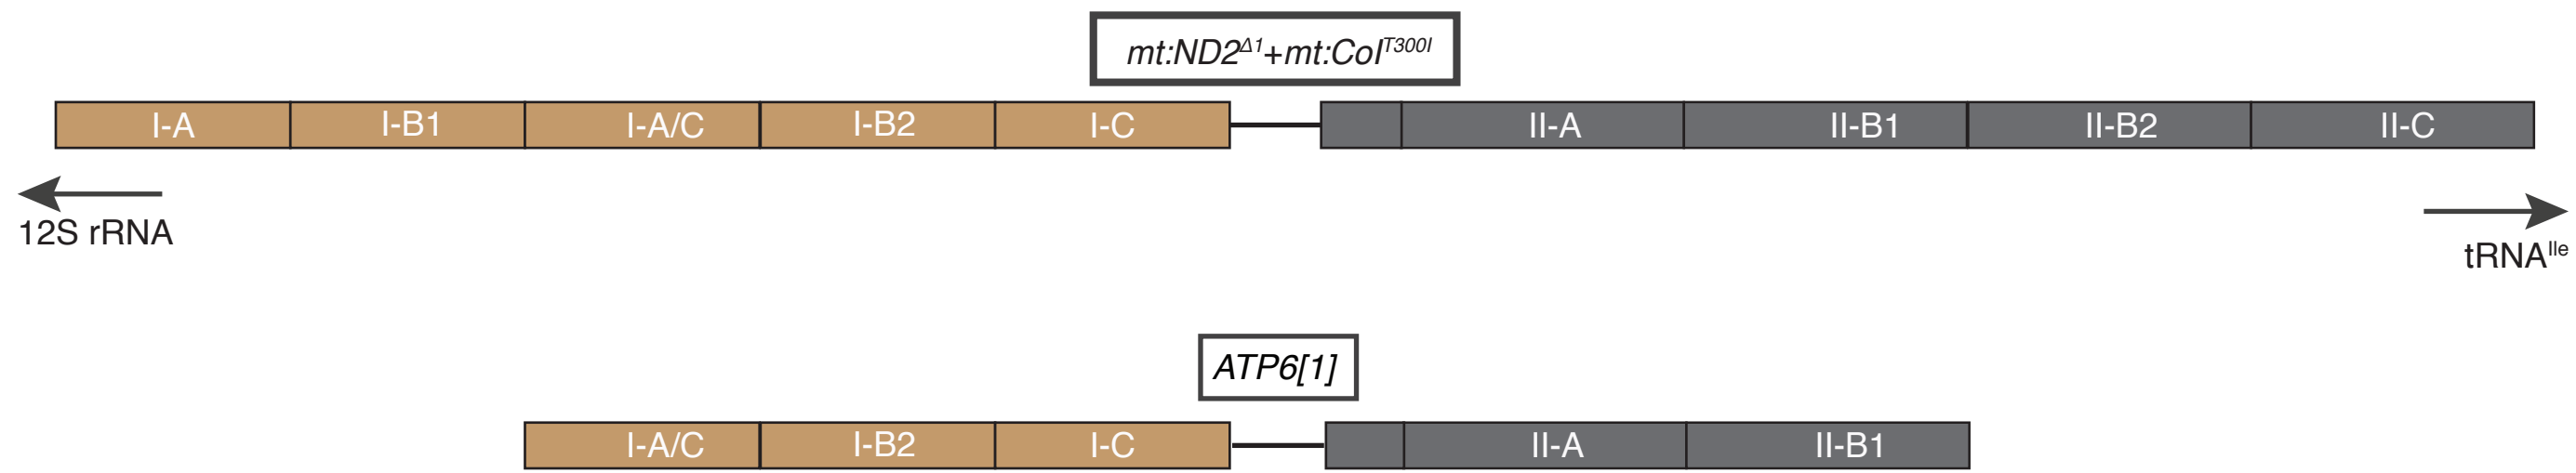 mt:ND2Δ1+mt:CoIT300I
I-A I-B1 I-A/C I-B2 I-C II-A II-B1 II-B2 II-C
12S rRNA
tRNAIle
ATP6[1]
I-A/C I-B2 I-C II-A II-B1